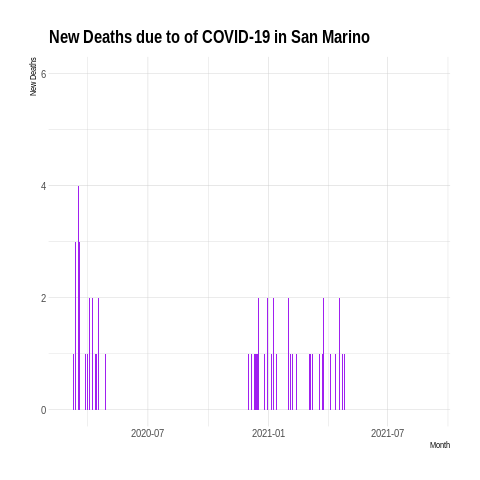 New Deaths due to of COVID-19 in San Marino
New Deaths
6
4
2
0
2020-07 2021-01 2021-07
Month